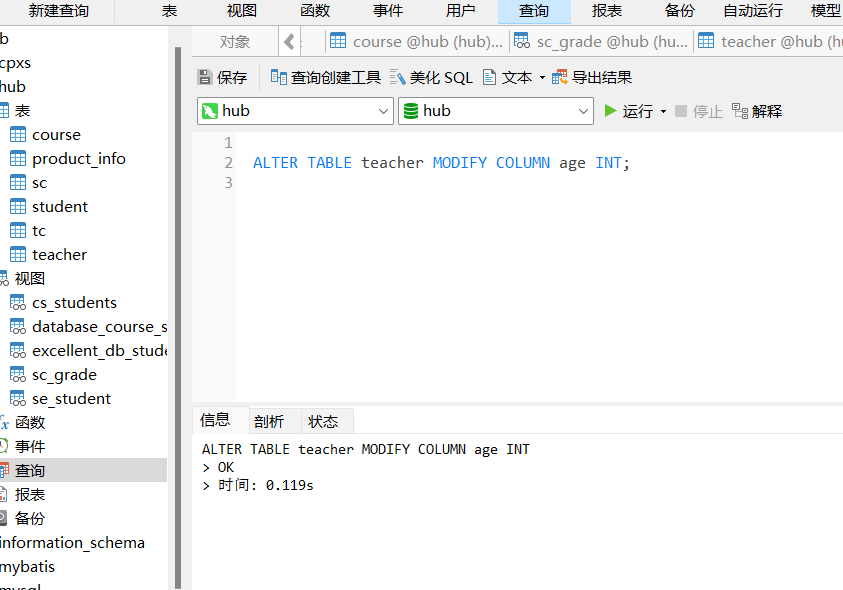 新建查询 表 视图 函数 事件 用户 查询 报表 备份 自动运行 模型
b
cpxs
hub
表
course
product_info
sc
student
tc
teacher
视图
cs_students
database_course_s
excellent_db_stude
sc_grade
se_student
函数
事件
查询
报表
备份
information_schema
mybatis
mysql
对象 course @hub (hub)... sc_grade @hub (hu... teacher @hub (h
保存 查询创建工具 美化 SQL 文本 导出结果
hub hub 运行 停止 解释
1
2 ALTER TABLE teacher MODIFY COLUMN age INT;
3
信息 剖析 状态
ALTER TABLE teacher MODIFY COLUMN age INT
> OK
> 时间: 0.119s